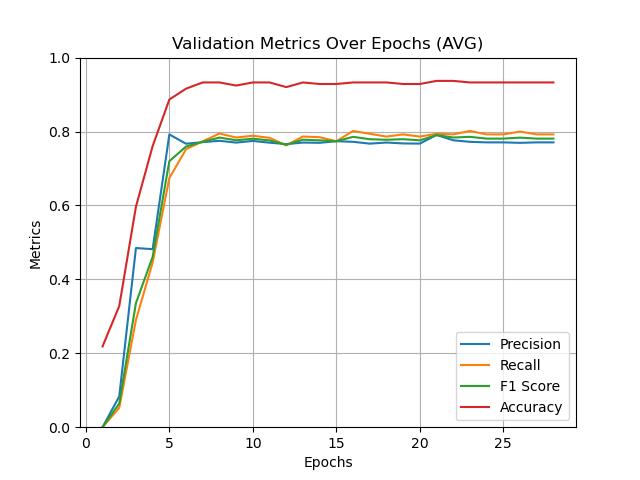 Validation Metrics Over Epochs (AVG)
1.0
0.8
0.6
0.4
0.2
0.0
Metrics
0
5
10
15
20
25
Epochs
Precision
Recall
F1 Score
Accuracy